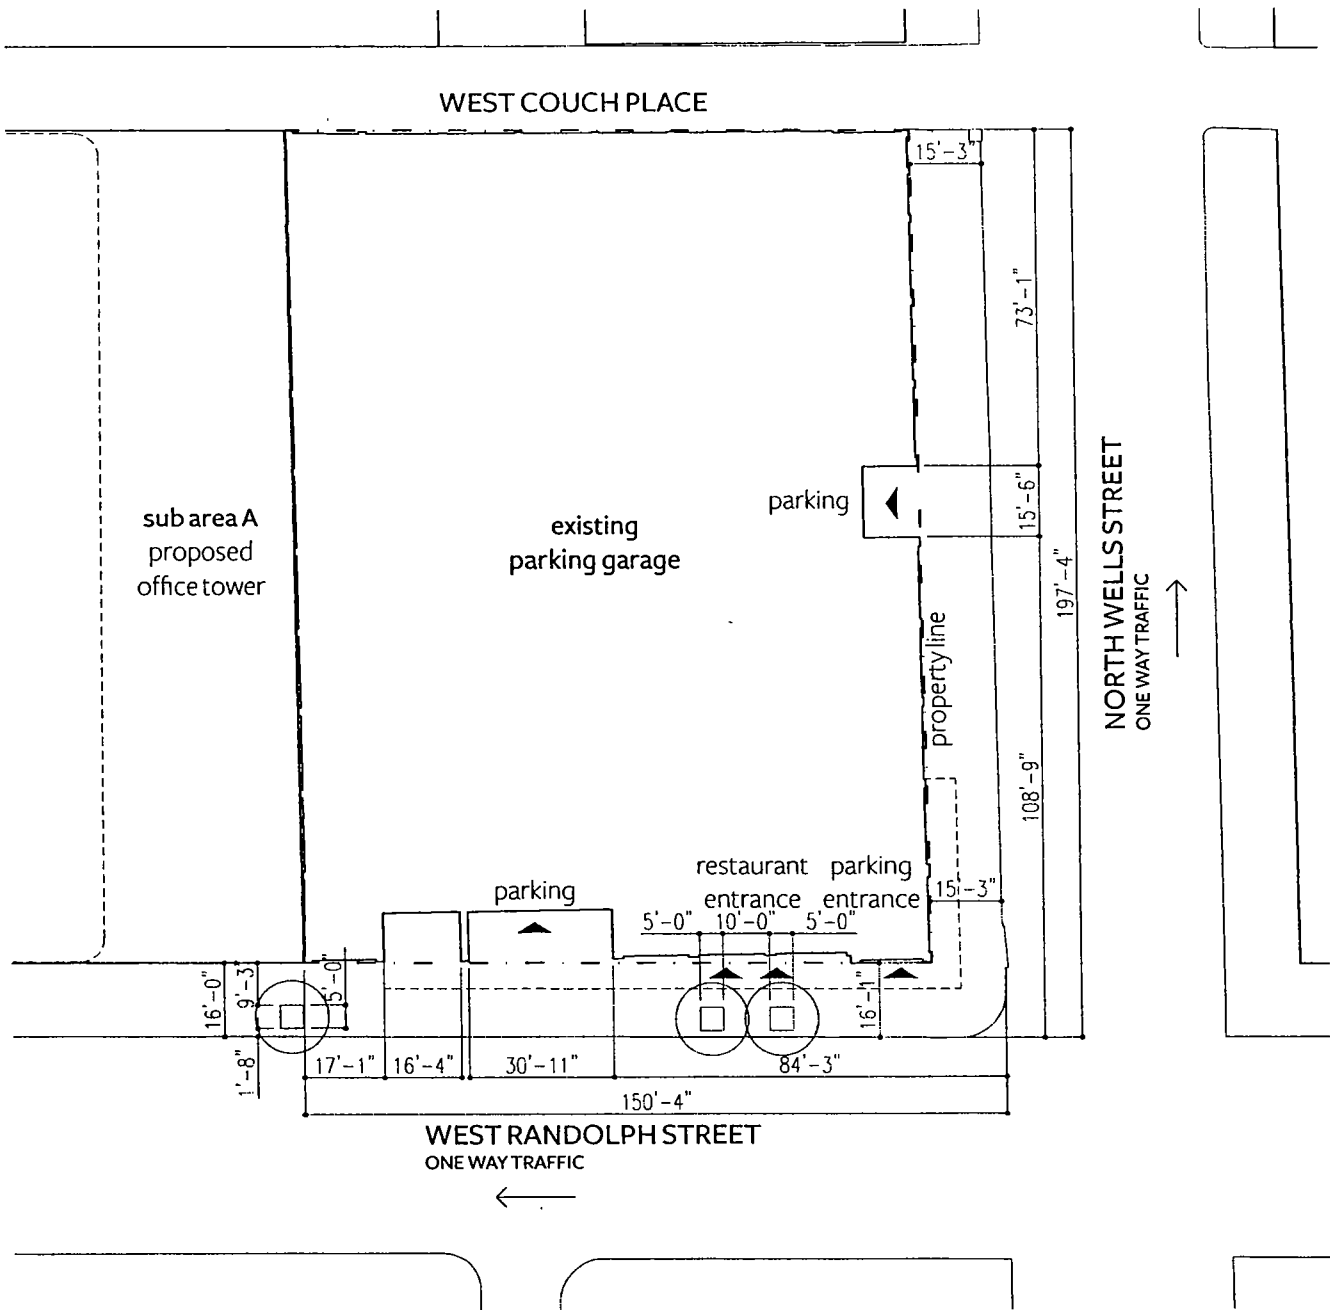 WEST COUCH PLACE
15'-3"
73'-1"
parking
15'-6"
sub area A
proposed
office tower
existing
parking garage
197'-4"
NORTH WELLS STREET
ONE WAY TRAFFIC
property line
108'-9"
restaurant
entrance
parking
entrance
parking
15'-3"
5'-0"
10'-0"
5'-0"
16'-0"
9'-3
5'-0"
16'-1"
1'-8"
17'-1"
16'-4"
30'-11"
84'-3"
150'-4"
WEST RANDOLPH STREET
ONE WAY TRAFFIC